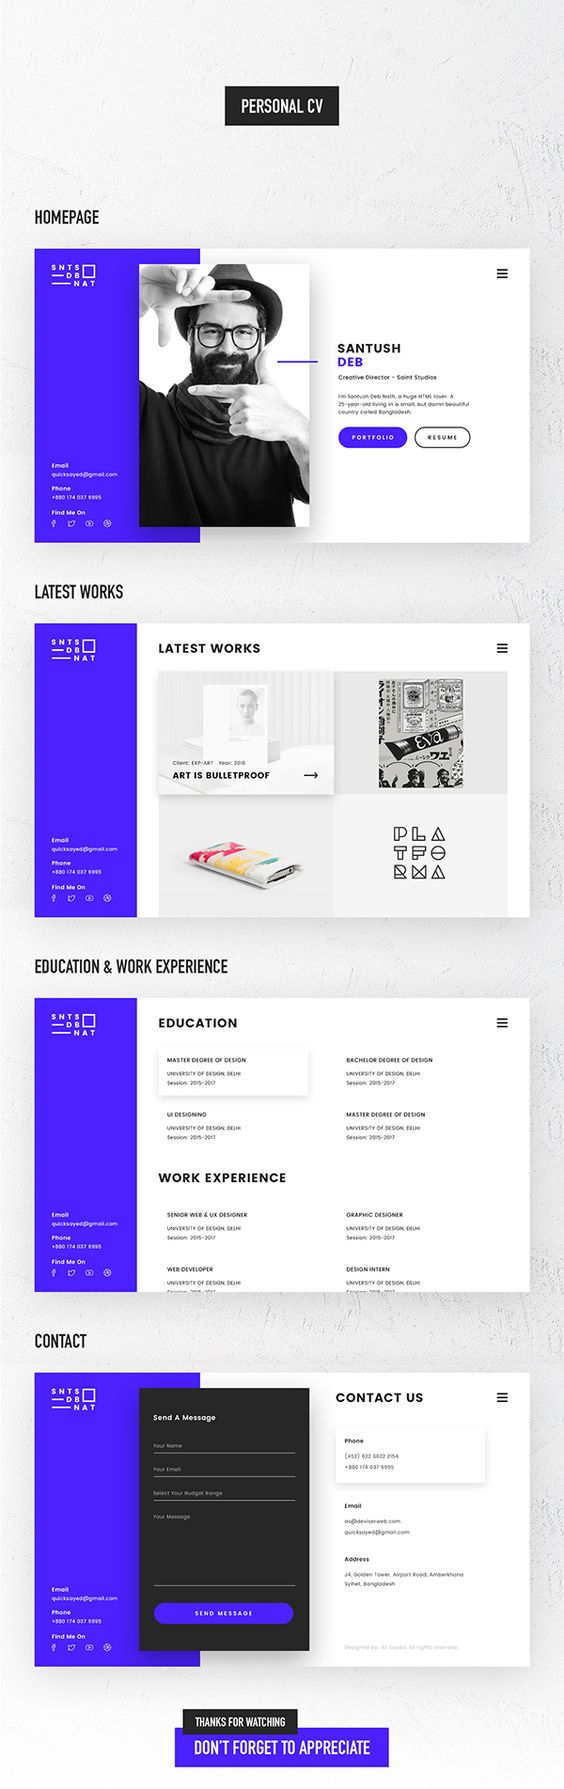 PERSONAL CV
HOMEPAGE
SNTS
DB
NAT
SANTUSH
DEB
Creative Director - Saint Studios
I'm Santush Deb Nath, a huge HTML lover. A
25-year-old living in a small, but damn beautiful
country called Bangladesh.
PORTFOLIO
RESUME
Email
quicksayed@gmail.com
Phone
+880 174 037 6995
Find Me On
LATEST WORKS
SNTS
DB
NAT
LATEST WORKS
Client: EXP-ART Year: 2016
ART IS BULLETPROOF
Eva
PLA
TFO
RMA
Email
quicksayed@gmail.com
Phone
+880 174 037 6995
Find Me On
EDUCATION & WORK EXPERIENCE
SNTS
DB
NAT
EDUCATION
MASTER DEGREE OF DESIGN
UNIVERSITY OF DESIGN, DELHI
Session: 2015-2017
BACHELOR DEGREE OF DESIGN
UNIVERSITY OF DESIGN, DELHI
Session: 2015-2017
UI DESIGNING
UNIVERSITY OF DESIGN, DELHI
Session: 2015-2017
MASTER DEGREE OF DESIGN
UNIVERSITY OF DESIGN, DELHI
Session: 2015-2017
WORK EXPERIENCE
SENIOR WEB & UX DESIGNER
UNIVERSITY OF DESIGN, DELHI
Session: 2015-2017
GRAPHIC DESIGNER
UNIVERSITY OF DESIGN, DELHI
Session: 2015-2017
WEB DEVELOPER
UNIVERSITY OF DESIGN, DELHI
Session: 2015-2017
DESIGN INTERN
UNIVERSITY OF DESIGN, DELHI
Session: 2015-2017
Email
quicksayed@gmail.com
Phone
+880 174 037 6995
Find Me On
CONTACT
SNTS
DB
NAT
Send A Message
Your Name
Your Email
Select Your Budget Range
Your Message
SEND MESSAGE
CONTACT US
Phone
(452) 622 6632 2154
+880 174 037 6995
Email
as@deviserweb.com
quicksayed@gmail.com
Address
J4, Golden Tower, Airport Road, Amberkhana
Sylhet, Bangladesh
Designed by: Air Sayed. All rights reserved.
Email
quicksayed@gmail.com
Phone
+880 174 037 6995
Find Me On
THANKS FOR WATCHING
DON'T FORGET TO APPRECIATE